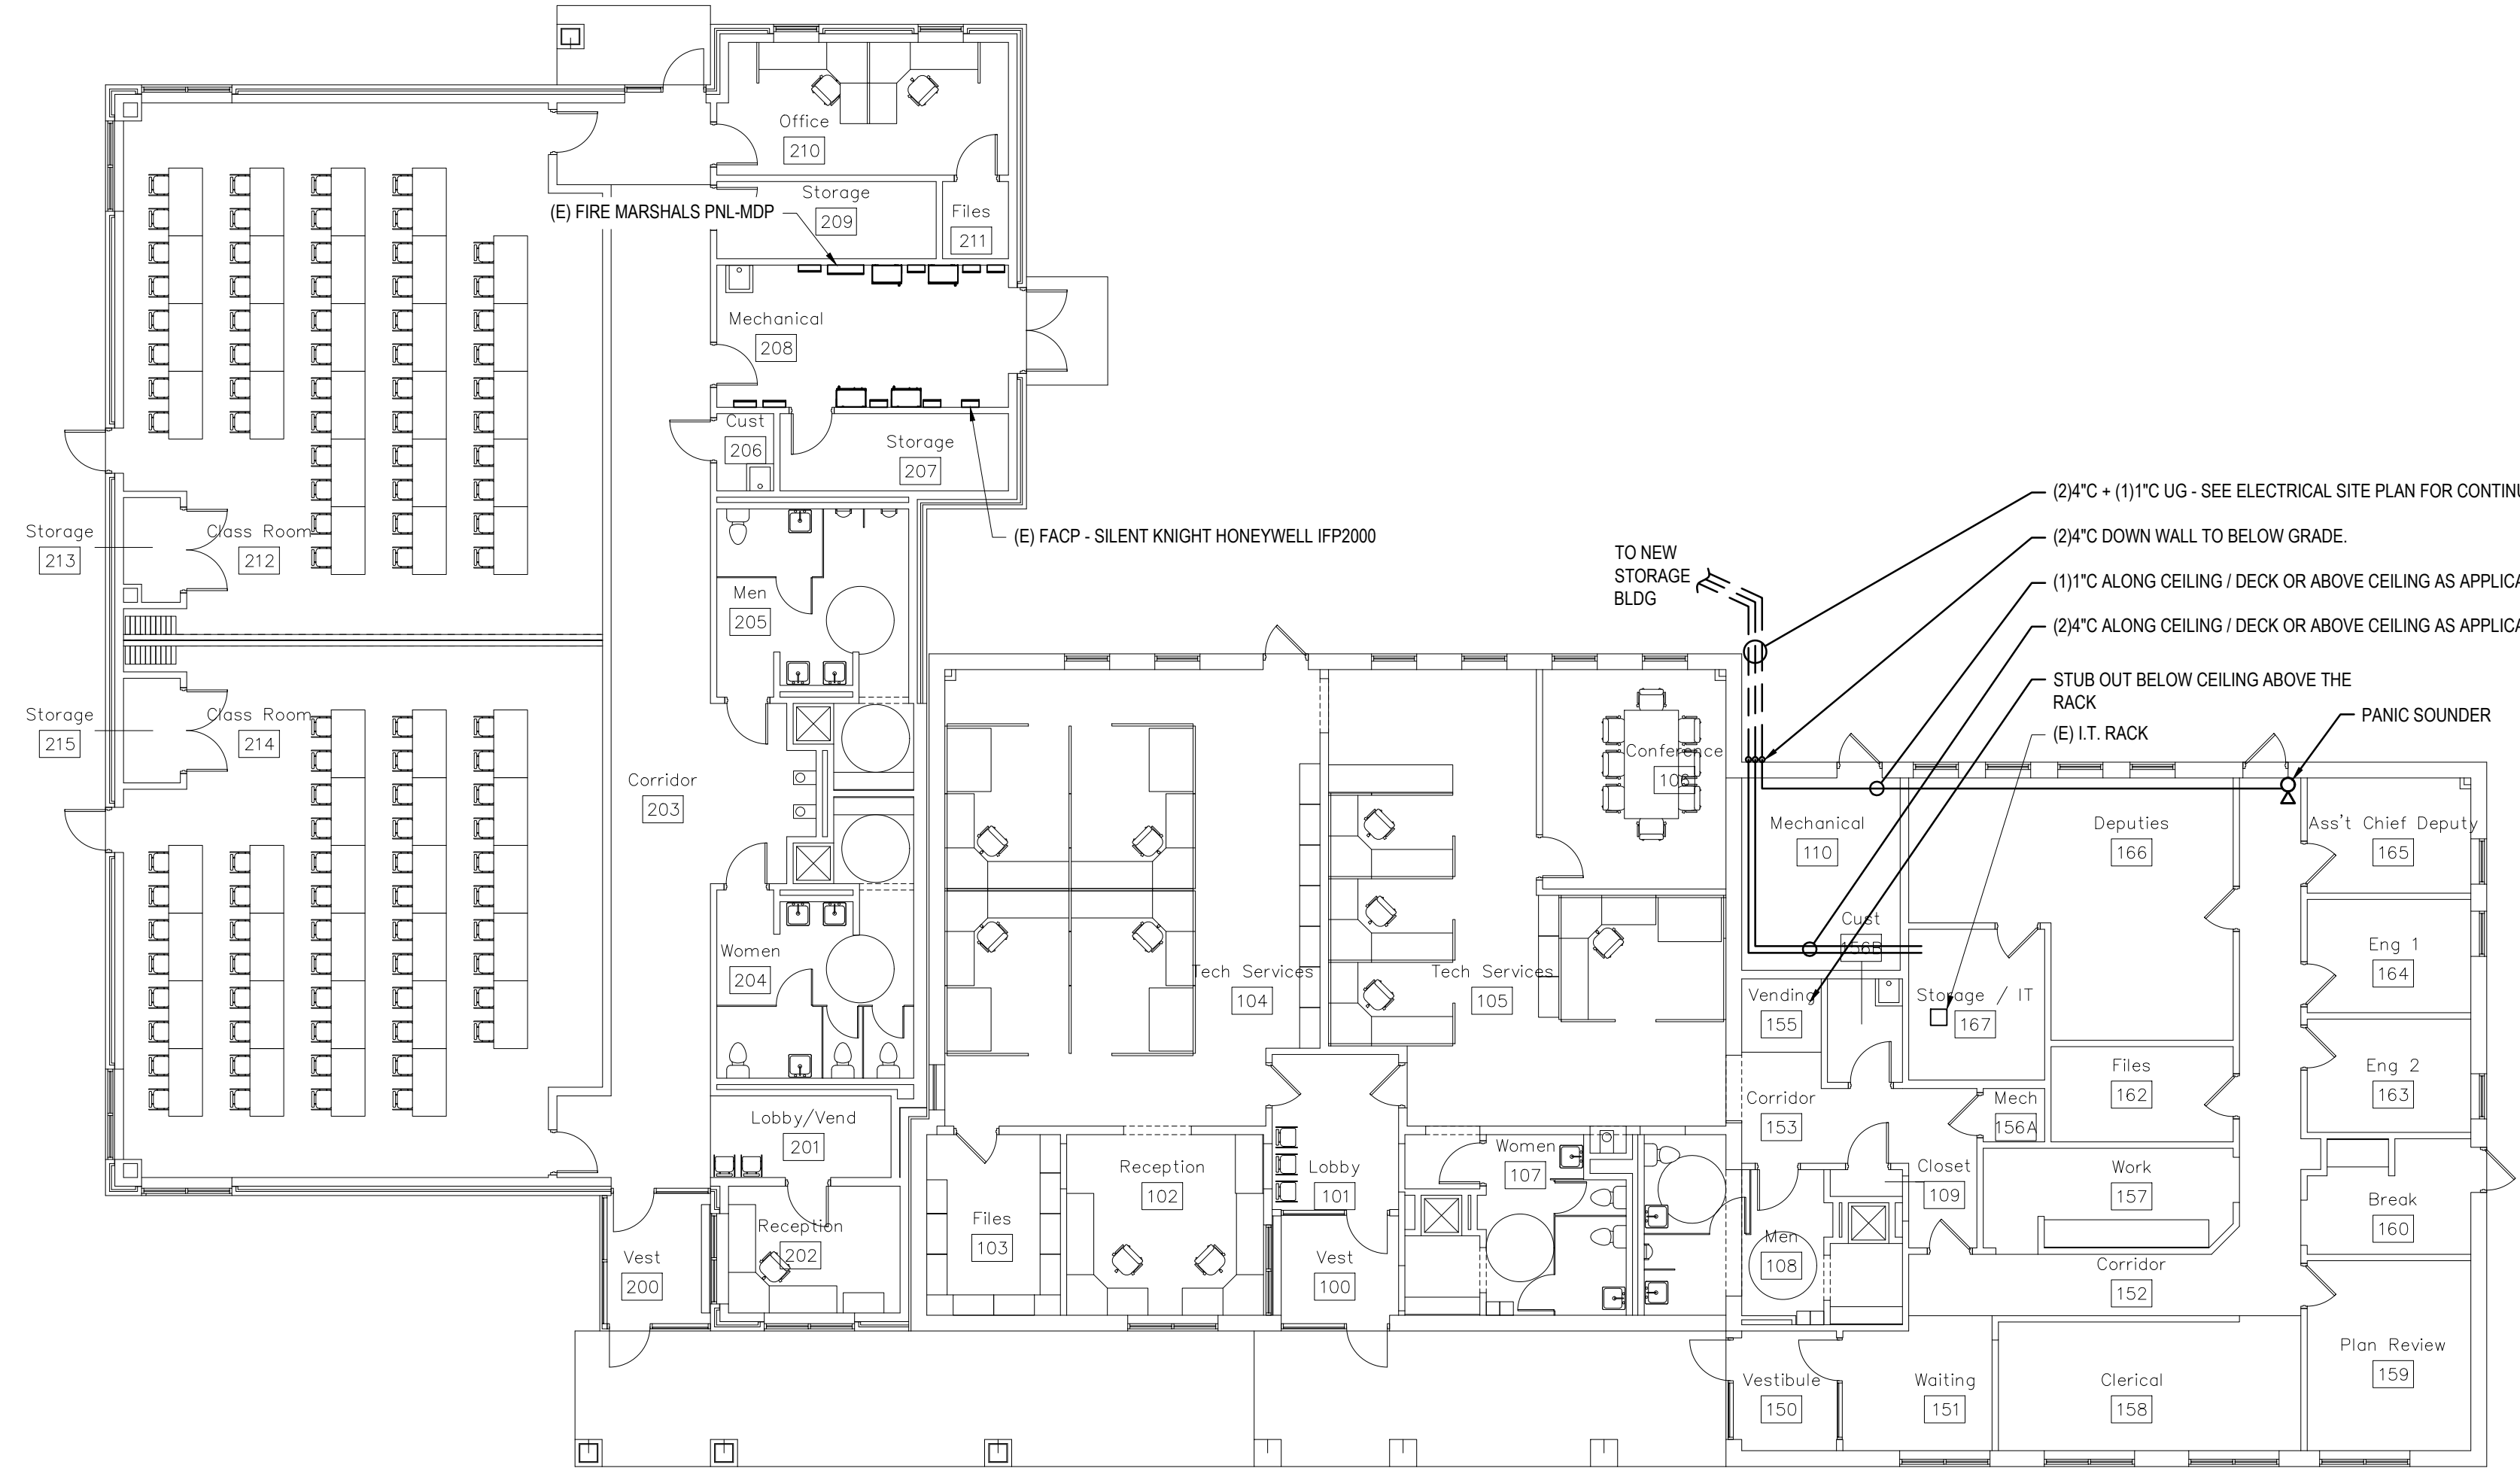 Office
210
Storage
209
(E) FIRE MARSHALS PNL-MDP
Files
211
Mechanical
208
Cust
206
Storage
207
Storage
213
Class Room
212
(E) FACP - SILENT KNIGHT HONEYWELL IFP2000
(2)4"C + (1)1"C UG - SEE ELECTRICAL SITE PLAN FOR
(2)4"C DOWN WALL TO BELOW GRADE.
TO NEW
STORAGE
BLDG
(1)1"C ALONG CEILING / DECK OR ABOVE CEILING AS
(2)4"C ALONG CEILING / DECK OR ABOVE CEILING AS
STUB OUT BELOW CEILING ABOVE THE
RACK
(E) I.T. RACK
PANIC SOUNDER
Men
205
Storage
215
Class Room
214
Corridor
203
Conference
Mechanical
110
Deputies
166
Ass't Chief Deputy
165
Cust
156B
Eng 1
164
Women
204
Tech Services
104
Tech Services
105
Vending
155
Storage / IT
167
Eng 2
163
Files
162
Lobby/Vend
201
Corridor
153
Mech
156A
Reception
102
Lobby
101
Women
107
Closet
109
Work
157
Break
160
Reception
202
Files
103
Vest
200
Vest
100
Men
108
Corridor
152
Plan Review
159
Vestibule
150
Waiting
151
Clerical
158